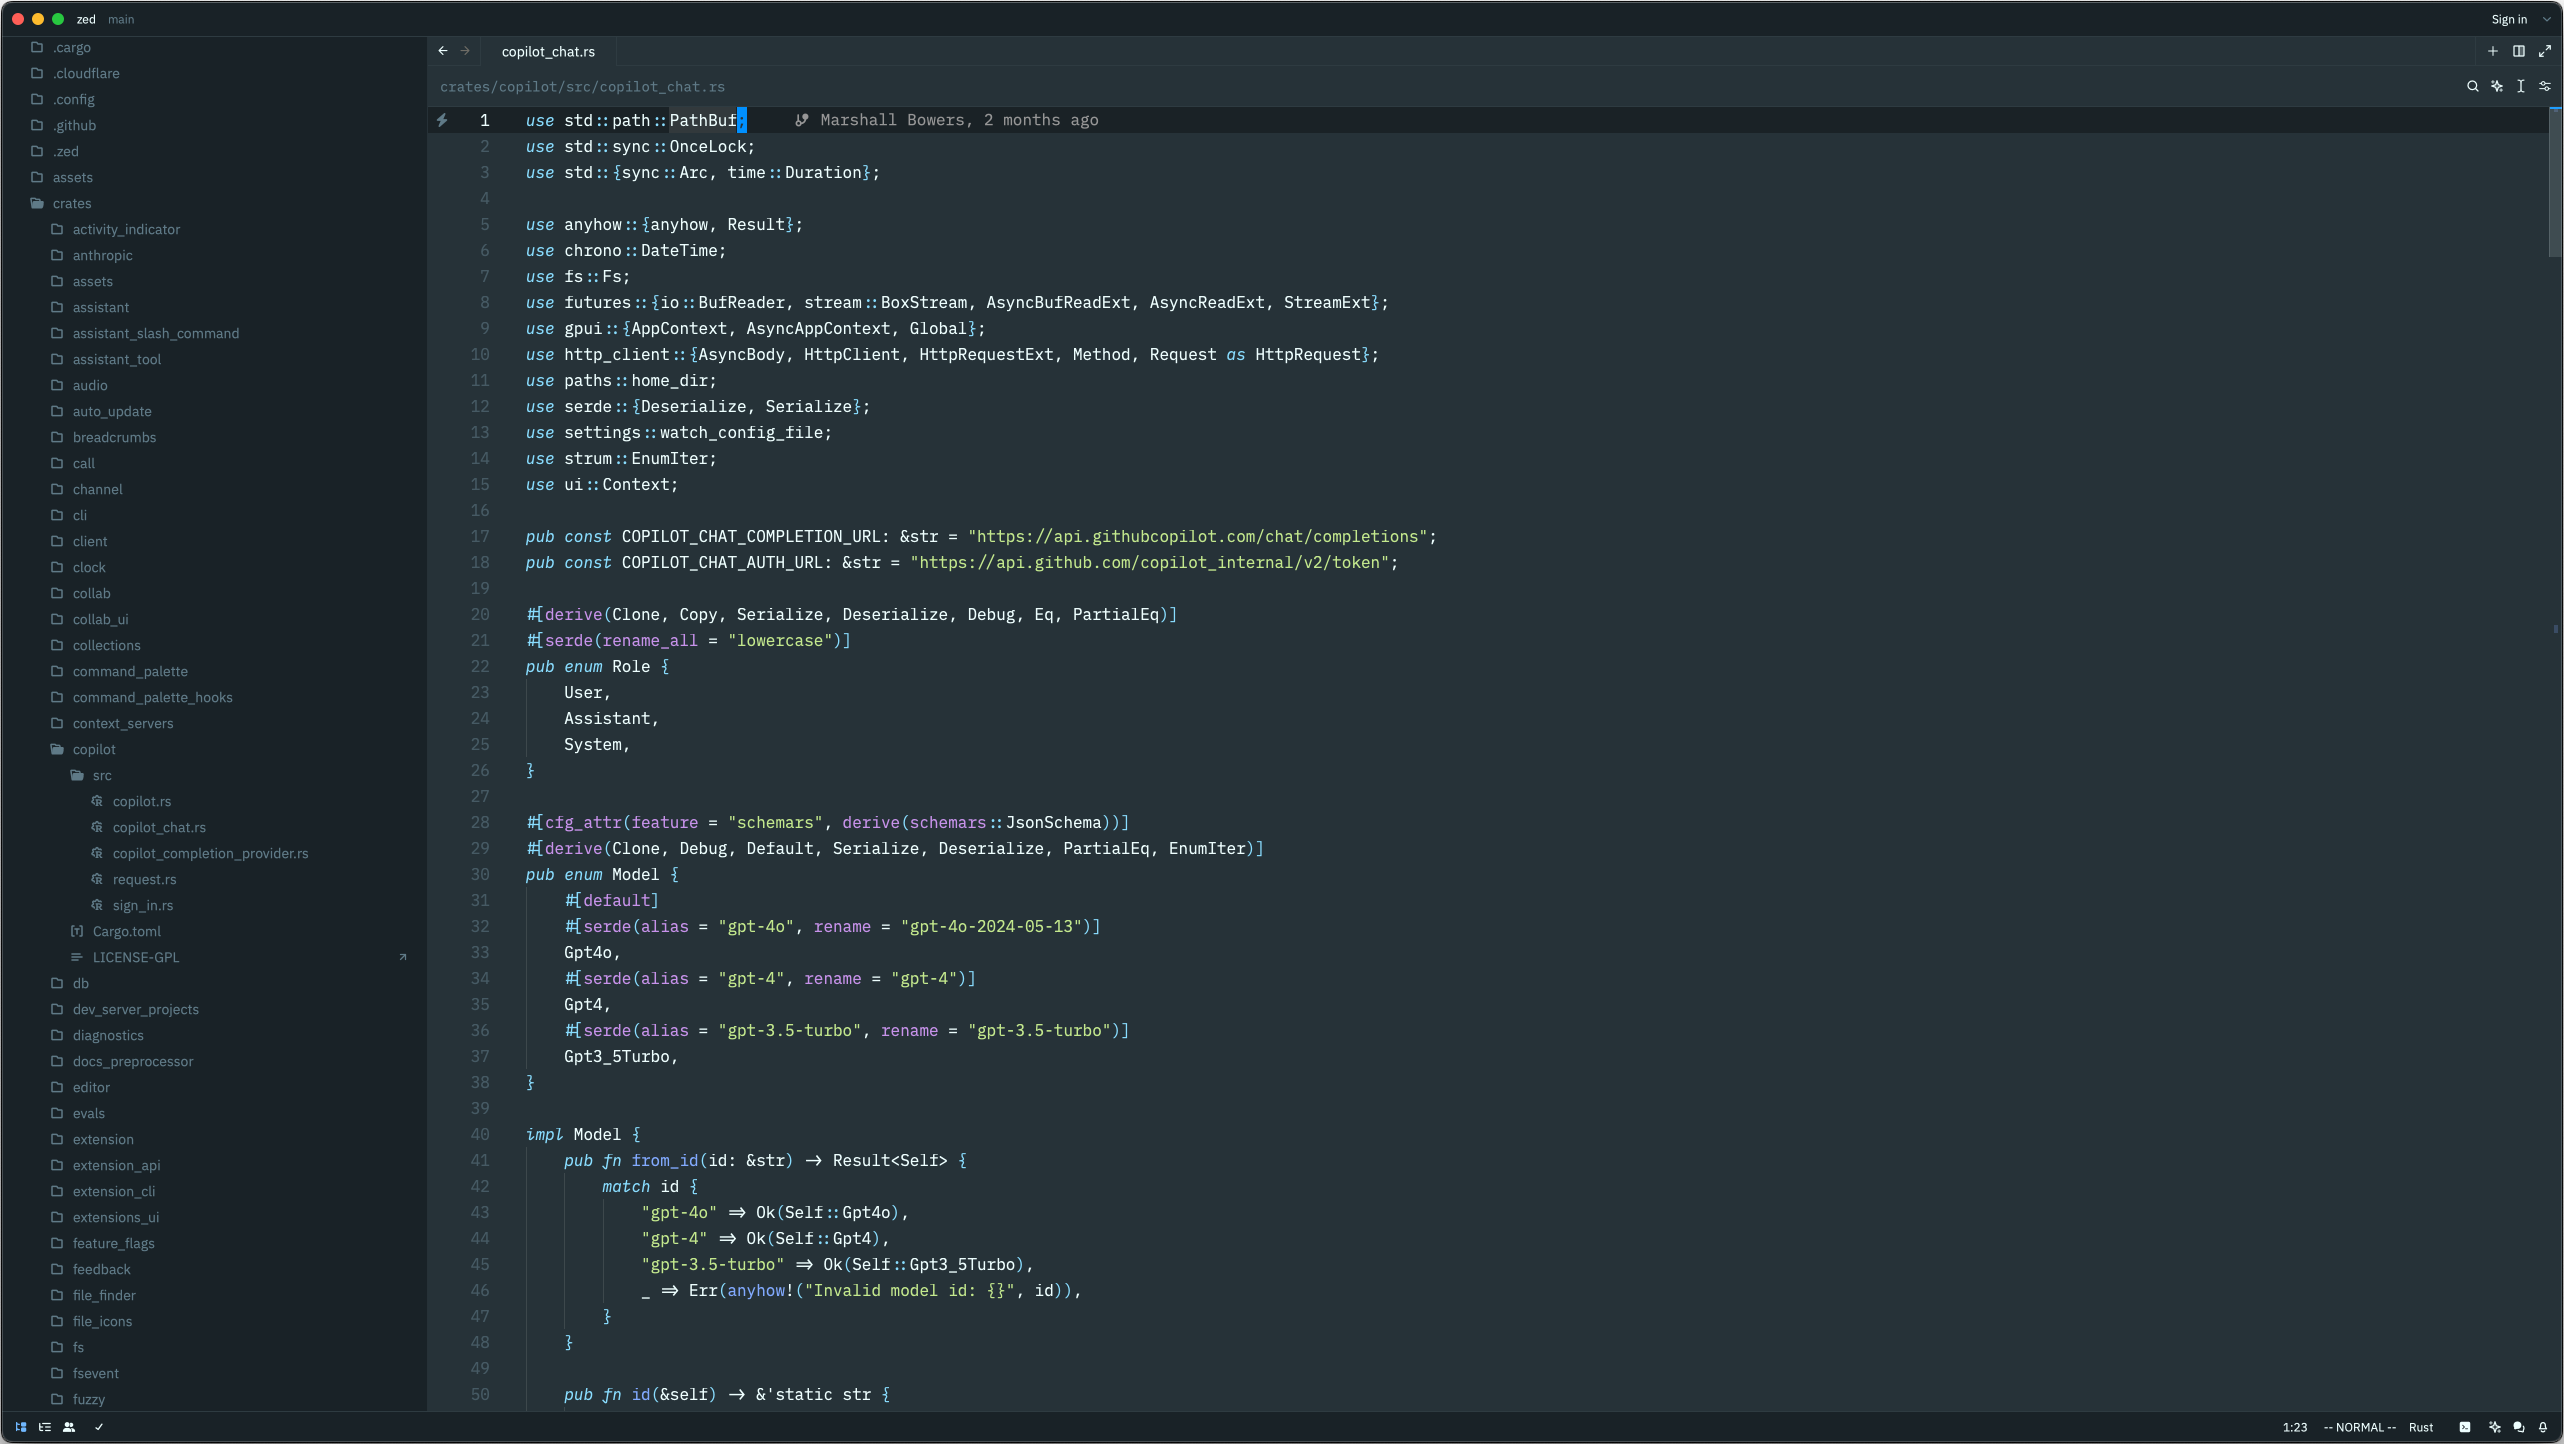 zed main
Sign in
.cargo
.cloudflare
.config
.github
.zed
assets
crates
activity_indicator
anthropic
assets
assistant
assistant_slash_command
assistant_tool
audio
auto_update
breadcrumbs
call
channel
cli
client
clock
collab
collab_ui
collections
command_palette
command_palette_hooks
context_servers
copilot
src
copilot.rs
copilot_chat.rs
copilot_completion_provider.rs
request.rs
sign_in.rs
Cargo.toml
LICENSE-GPL
db
dev_server_projects
diagnostics
docs_preprocessor
editor
evals
extension
extension_api
extension_cli
extensions_ui
feature_flags
feedback
file_finder
file_icons
fs
fsevent
fuzzy
copilot_chat.rs
crates/copilot/src/copilot_chat.rs
1 use std::path::PathBuf; Marshall Bowers, 2 months ago
2 use std::sync::OnceLock;
3 use std::{sync::Arc, time::Duration};
4
5 use anyhow::{anyhow, Result};
6 use chrono::DateTime;
7 use fs::Fs;
8 use futures::{io::BufReader, stream::BoxStream, AsyncBufReadExt, AsyncReadExt, StreamExt};
9 use gpui::{AppContext, AsyncAppContext, Global};
10 use http_client::{AsyncBody, HttpClient, HttpRequestExt, Method, Request as HttpRequest};
11 use paths::home_dir;
12 use serde::{Deserialize, Serialize};
13 use settings::watch_config_file;
14 use strum::EnumIter;
15 use ui::Context;
16
17 pub const COPILOT_CHAT_COMPLETION_URL: &str = "https://api.githubcopilot.com/chat/completions";
18 pub const COPILOT_CHAT_AUTH_URL: &str = "https://api.github.com/copilot_internal/v2/token";
19
20 #[derive(Clone, Copy, Serialize, Deserialize, Debug, Eq, PartialEq)]
21 #[serde(rename_all = "lowercase")]
22 pub enum Role {
23     User,
24     Assistant,
25     System,
26 }
27
28 #[cfg_attr(feature = "schemars", derive(schemars::JsonSchema))]
29 #[derive(Clone, Debug, Default, Serialize, Deserialize, PartialEq, EnumIter)]
30 pub enum Model {
31     #[default]
32     #[serde(alias = "gpt-4o", rename = "gpt-4o-2024-05-13")]
33     Gpt4o,
34     #[serde(alias = "gpt-4", rename = "gpt-4")]
35     Gpt4,
36     #[serde(alias = "gpt-3.5-turbo", rename = "gpt-3.5-turbo")]
37     Gpt3_5Turbo,
38 }
39
40 impl Model {
41     pub fn from_id(id: &str) -> Result<Self> {
42         match id {
43             "gpt-4o" => Ok(Self::Gpt4o),
44             "gpt-4" => Ok(Self::Gpt4),
45             "gpt-3.5-turbo" => Ok(Self::Gpt3_5Turbo),
46             _ => Err(anyhow!("Invalid model id: {}", id)),
47         }
48     }
49
50     pub fn id(&self) -> &'static str {
1:23 -- NORMAL -- Rust